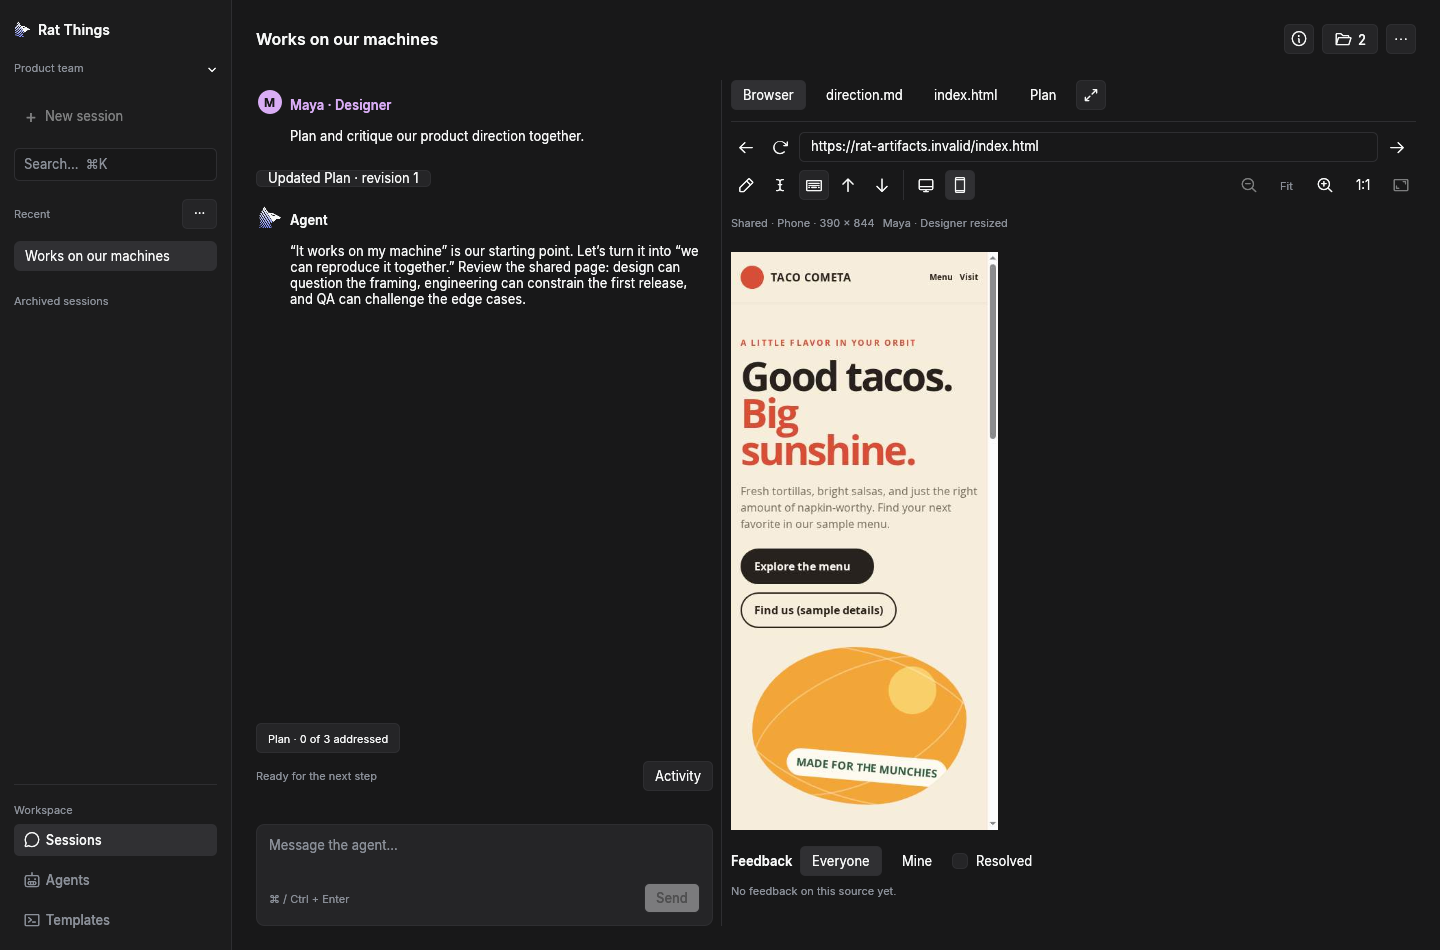 Rat Things
Product team
+ New session
Search... ⌘K
Recent
...
Works on our machines
Archived sessions
Workspace
Sessions
Agents
Templates
Works on our machines
2
...
M
Maya · Designer
Plan and critique our product direction together.
Updated Plan · revision 1
Agent
“It works on my machine” is our starting point. Let’s turn it into “we
can reproduce it together.” Review the shared page: design can
question the framing, engineering can constrain the first release,
and QA can challenge the edge cases.
Plan · 0 of 3 addressed
Ready for the next step
Activity
Message the agent...
⌘ / Ctrl + Enter
Send
Browser
direction.md
index.html
Plan
https://rat-artifacts.invalid/index.html
Fit
1:1
Shared · Phone · 390 × 844 Maya · Designer resized
TACO COMETA
Menu Visit
A LITTLE FLAVOR IN YOUR ORBIT
Good tacos.
Big
sunshine.
Fresh tortillas, bright salsas, and just the right
amount of napkin-worthy. Find your next
favorite in our sample menu.
Explore the menu
Find us (sample details)
MADE FOR THE MUNCHIES
Feedback
Everyone
Mine
Resolved
No feedback on this source yet.